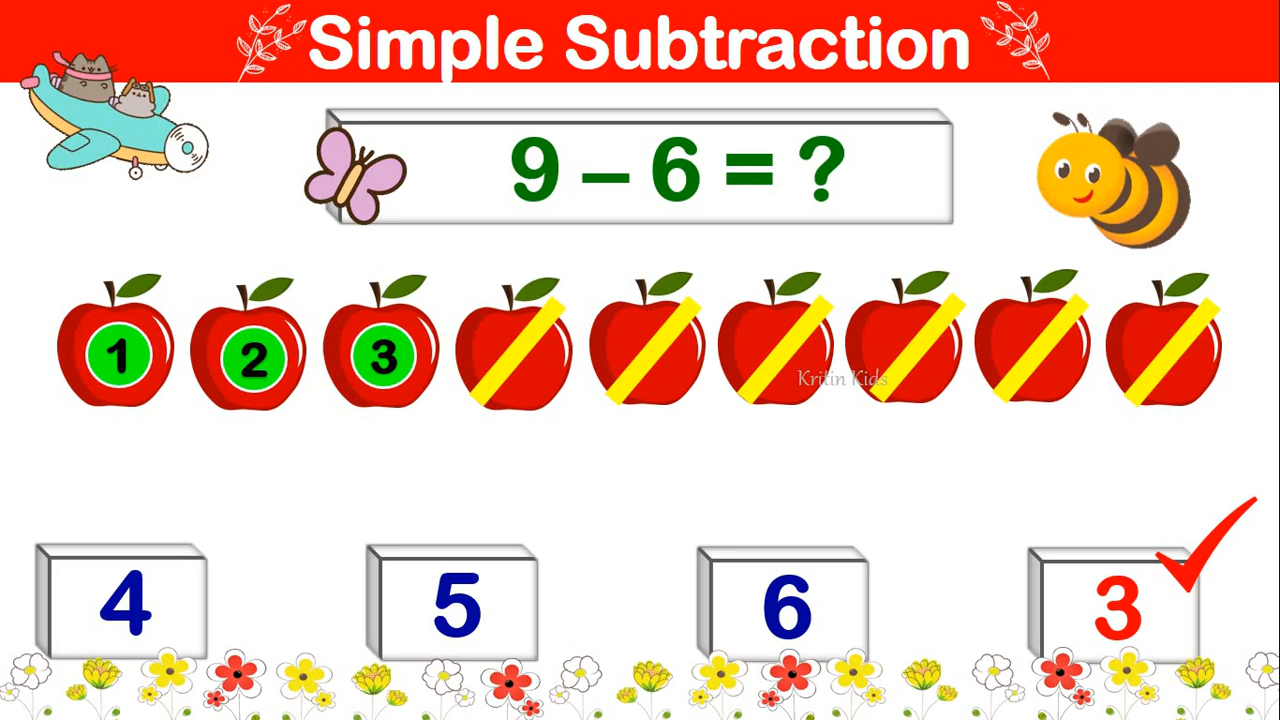 Simple Subtraction
9 – 6 = ?
1 2 3
Kritin Kids
4 5 6 3